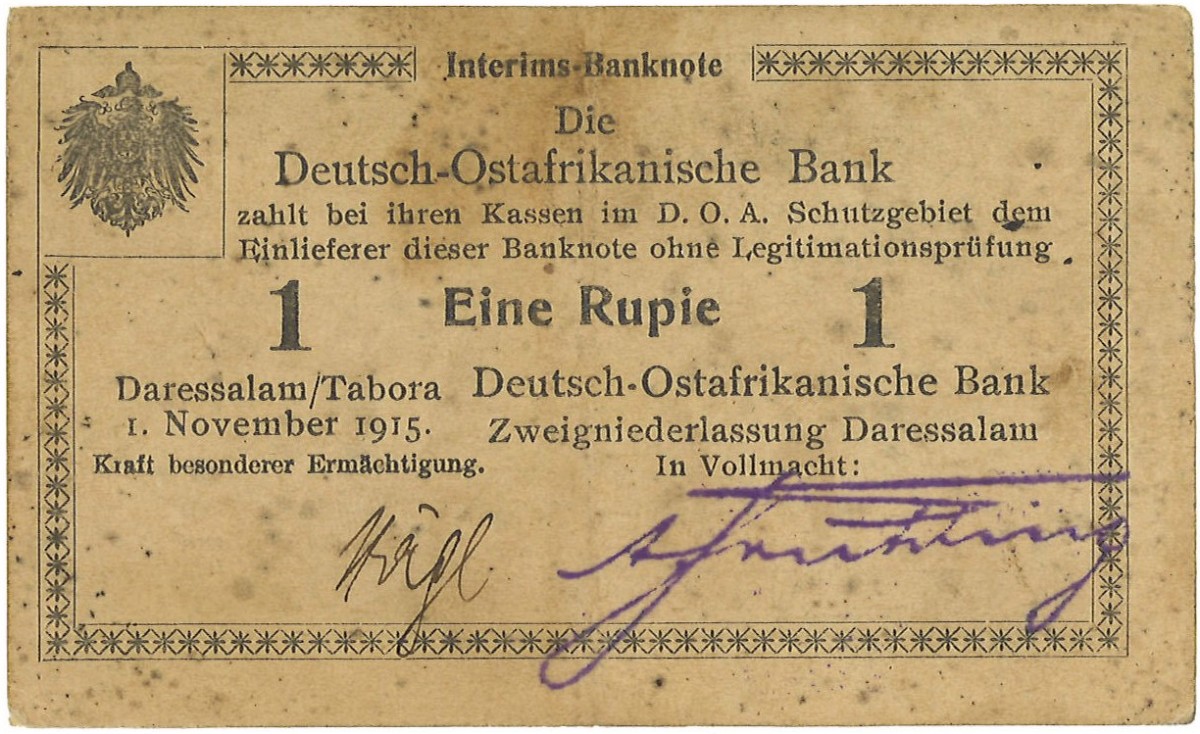 Interims-Banknote
Die
Deutsch-Ostafrikanische Bank
zahlt bei ihren Kassen im D. O. A. Schutzgebiet dem
Einlieferer dieser Banknote ohne Legitimationsprüfung
1 Eine Rupie 1
Daressalam/Tabora
1. November 1915.
Kraft besonderer Ermächtigung.
Deutsch-Ostafrikanische Bank
Zweigniederlassung Daressalam
In Vollmacht: